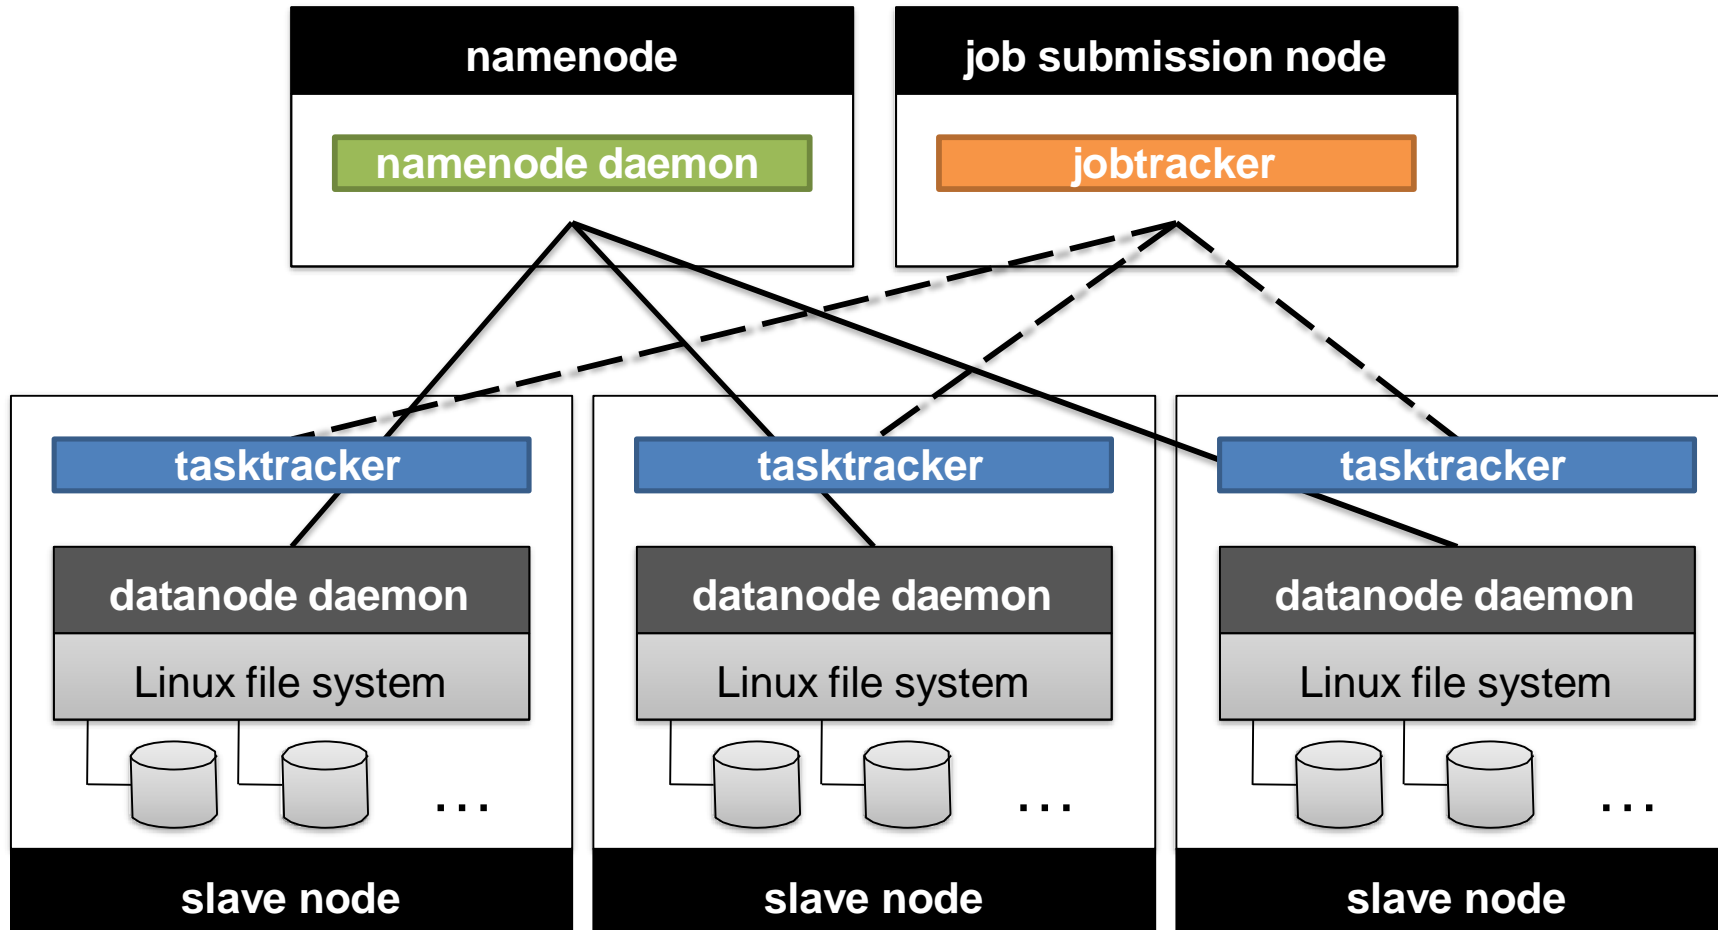 namenode
job submission node
namenode daemon
jobtracker
tasktracker
tasktracker
tasktracker
datanode daemon
datanode daemon
datanode daemon
Linux file system
Linux file system
Linux file system
...
...
...
slave node
slave node
slave node